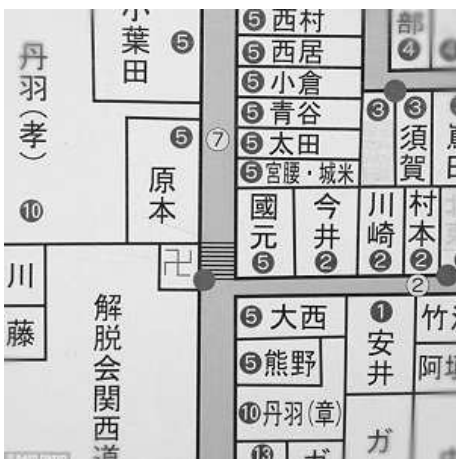 小葉田
⑤
丹羽(孝)
⑩
原本
⑤
川
藤
卍
解脱会関西道
⑦
⑤西村
⑤西居
⑤小倉
⑤青谷
⑤太田
⑤宮腰・城米
國元
⑤
今井
②
川崎
②
村本
②
部
④
③
③
須賀
②
⑤大西
⑤熊野
⑩丹羽(章)
⑬
ガ
①
安井
ガ
竹
阿